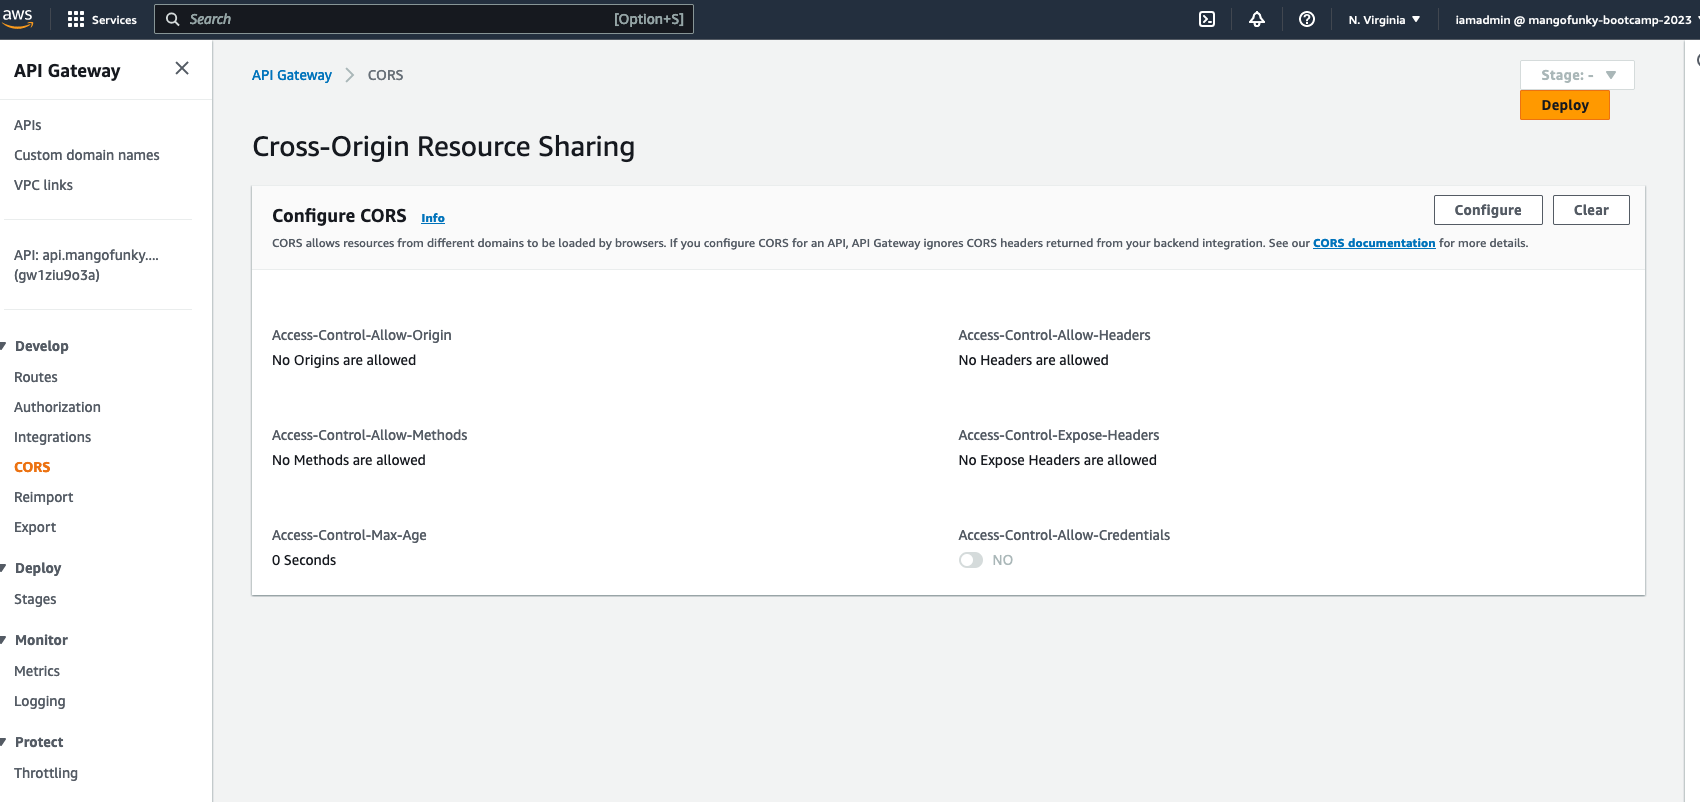 aws
Services
Search
[Option+S]
N. Virginia
iamadmin @ mangofunky-bootcamp-2023
API Gateway
APIs
Custom domain names
VPC links
API: api.mangofunky....
(gw1ziu9o3a)
Develop
Routes
Authorization
Integrations
CORS
Reimport
Export
Deploy
Stages
Monitor
Metrics
Logging
Protect
Throttling
API Gateway
CORS
Stage: -
Deploy
Cross-Origin Resource Sharing
Configure CORS Info
Configure
Clear
CORS allows resources from different domains to be loaded by browsers. If you configure CORS for an API, API Gateway ignores CORS headers returned from your backend integration. See our CORS documentation for more details.
Access-Control-Allow-Origin
No Origins are allowed
Access-Control-Allow-Headers
No Headers are allowed
Access-Control-Allow-Methods
No Methods are allowed
Access-Control-Expose-Headers
No Expose Headers are allowed
Access-Control-Max-Age
0 Seconds
Access-Control-Allow-Credentials
NO